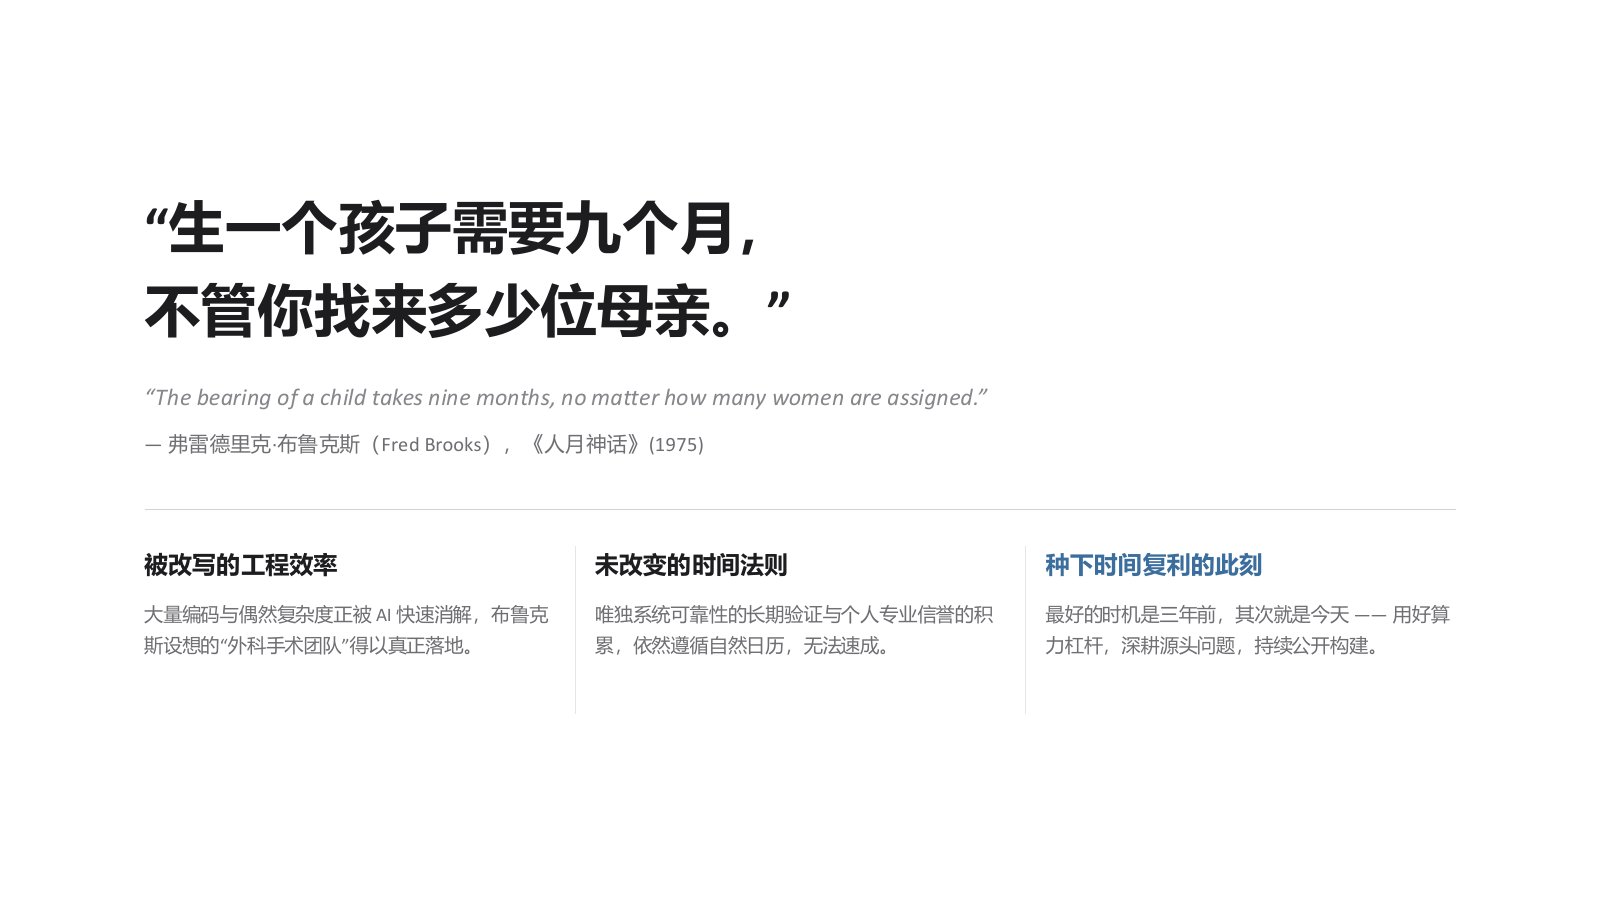 “生一个孩子需要九个月，
不管你找来多少位母亲。”
“The bearing of a child takes nine months, no matter how many women are assigned.”
— 弗雷德里克·布鲁克斯（Fred Brooks），《人月神话》(1975)
被改写的工程效率
大量编码与偶然复杂度正被 AI 快速消解，布鲁克
斯设想的“外科手术团队”得以真正落地。
未改变的时间法则
唯独系统可靠性的长期验证与个人专业信誉的积
累，依然遵循自然日历，无法速成。
种下时间复利的此刻
最好的时机是三年前，其次就是今天 —— 用好算
力杠杆，深耕源头问题，持续公开构建。